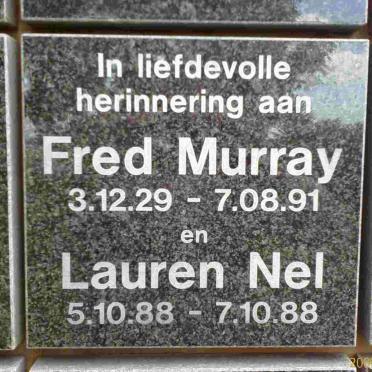 In liefdevolle
herinnering aan
Fred Murray
3.12.29 - 7.08.91
en
Lauren Nel
5.10.88 - 7.10.88